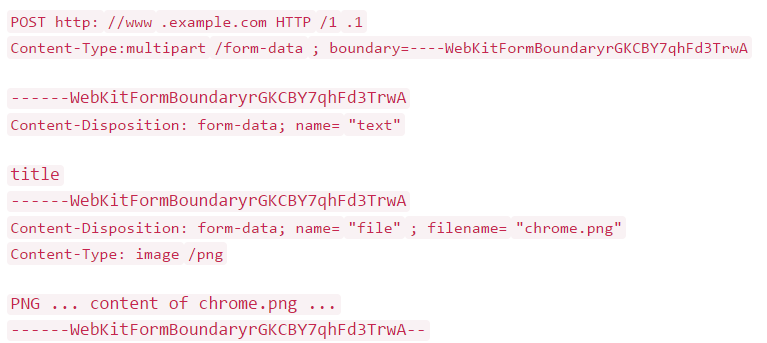 POST http: //www .example.com HTTP /1 .1
Content-Type:multipart /form-data ; boundary=----WebKitFormBoundaryrGKCBY7qhFd3TrwA
------WebKitFormBoundaryrGKCBY7qhFd3TrwA
Content-Disposition: form-data; name= "text"
title
------WebKitFormBoundaryrGKCBY7qhFd3TrwA
Content-Disposition: form-data; name= "file" ; filename= "chrome.png"
Content-Type: image /png
PNG ... content of chrome.png ...
------WebKitFormBoundaryrGKCBY7qhFd3TrwA--